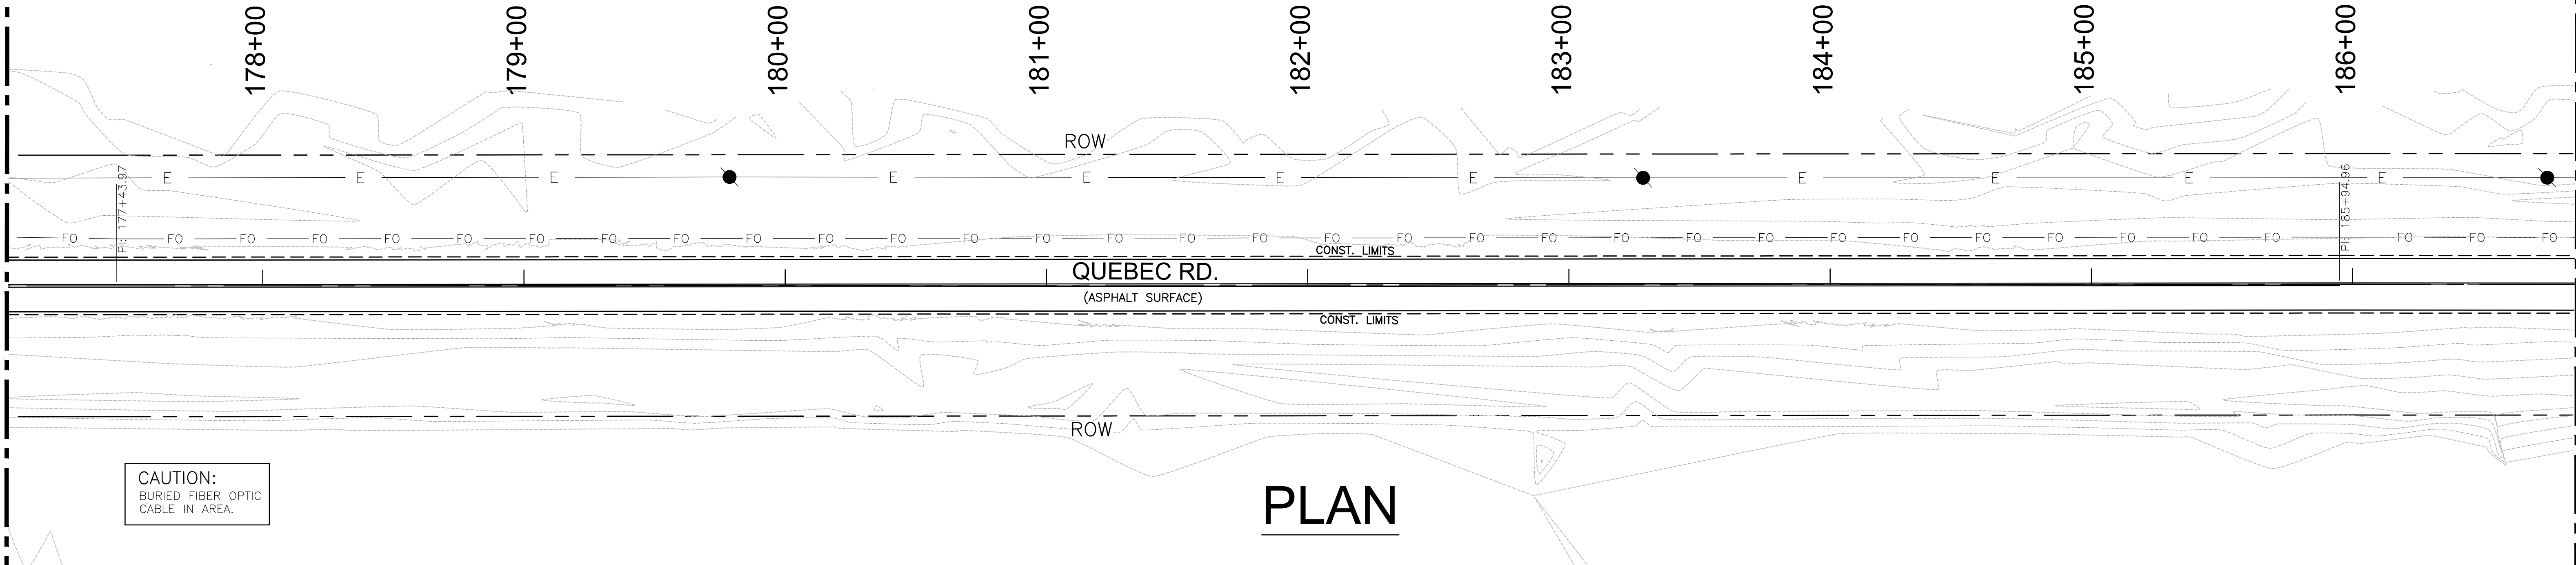 178+00
179+00
180+00
181+00
182+00
183+00
184+00
185+00
186+00
ROW
E E E E E E E E E E E
PI: 177+43.97
PI: 185+94.96
FO FO FO FO FO FO FO FO FO FO FO FO FO FO FO FO FO FO FO FO FO FO FO FO FO FO FO FO FO FO FO FO FO FO
CONST. LIMITS
QUEBEC RD.
(ASPHALT SURFACE)
CONST. LIMITS
ROW
CAUTION:
BURIED FIBER OPTIC
CABLE IN AREA.
PLAN